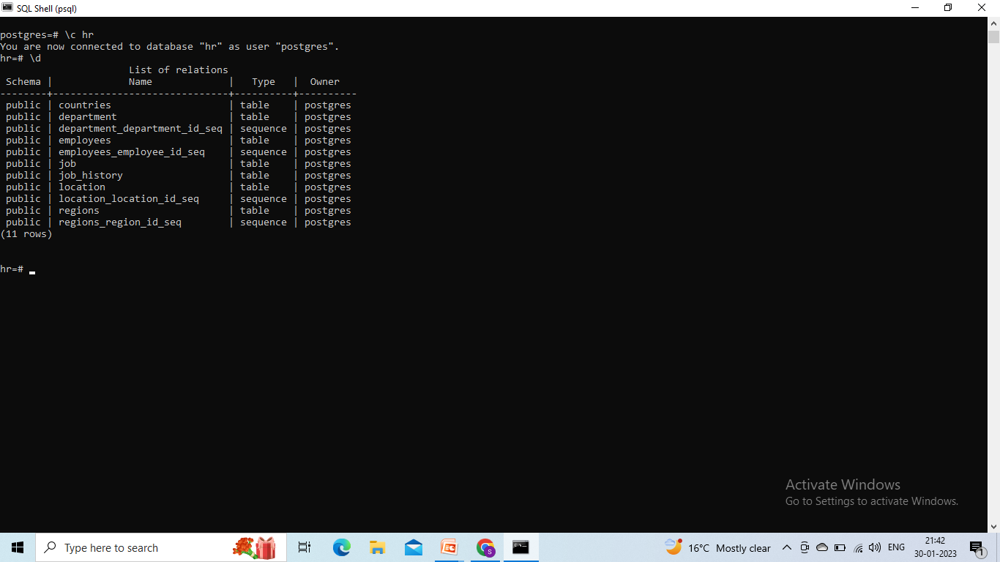 SQL Shell (psql)
postgres=# \c hr
You are now connected to database "hr" as user "postgres".
hr=# \d
                      List of relations
 Schema |             Name             |   Type   |  Owner
--------+------------------------------+----------+----------
 public | countries                    | table    | postgres
 public | department                   | table    | postgres
 public | department_department_id_seq | sequence | postgres
 public | employees                    | table    | postgres
 public | employees_employee_id_seq    | sequence | postgres
 public | job                          | table    | postgres
 public | job_history                  | table    | postgres
 public | location                     | table    | postgres
 public | location_location_id_seq     | sequence | postgres
 public | regions                      | table    | postgres
 public | regions_region_id_seq        | sequence | postgres
(11 rows)
hr=#
Activate Windows
Go to Settings to activate Windows.
Type here to search
S
16°C Mostly clear
ENG
21:42
30-01-2023
1